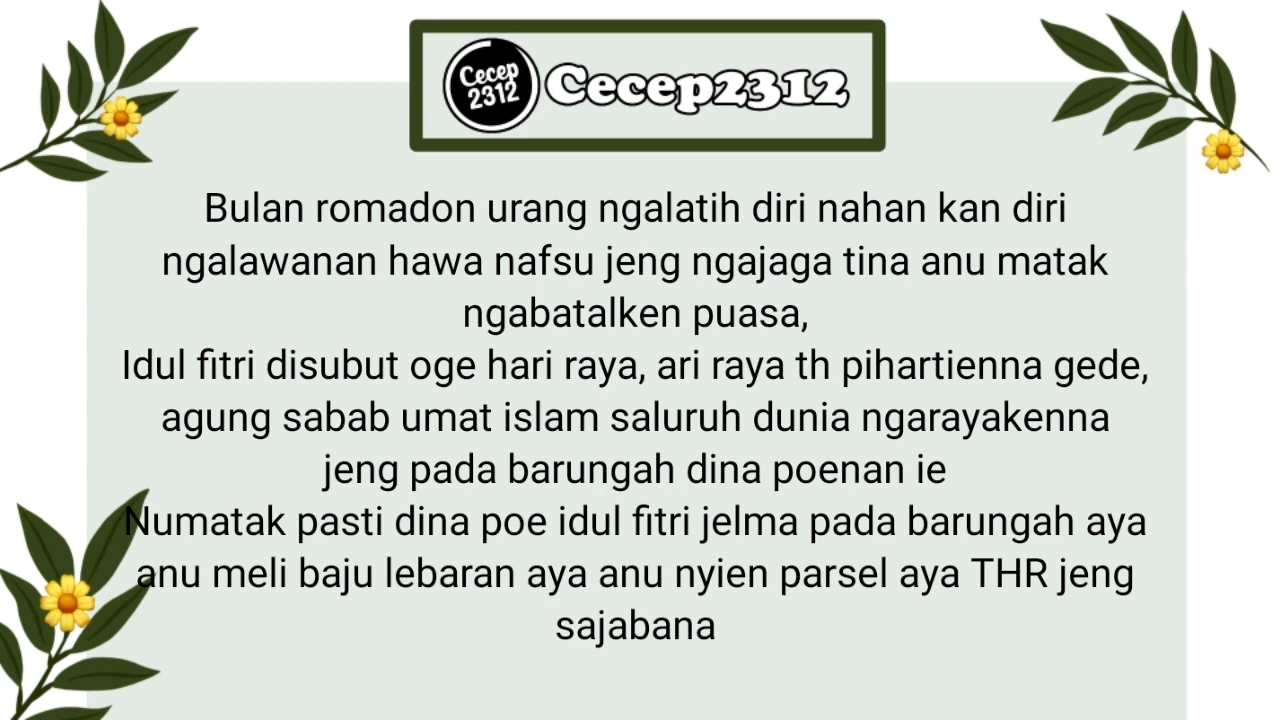 Cecep
2312
Cecep2312
Bulan romadon urang ngalatih diri nahan kan diri
ngalawanan hawa nafsu jeng ngajaga tina anu matak
ngabatalken puasa,
Idul fitri disubut oge hari raya, ari raya th pihartienna gede,
agung sabab umat islam saluruh dunia ngarayakenna
jeng pada barungah dina poenan ie
Numatak pasti dina poe idul fitri jelma pada barungah aya
anu meli baju lebaran aya anu nyien parsel aya THR jeng
sajabana